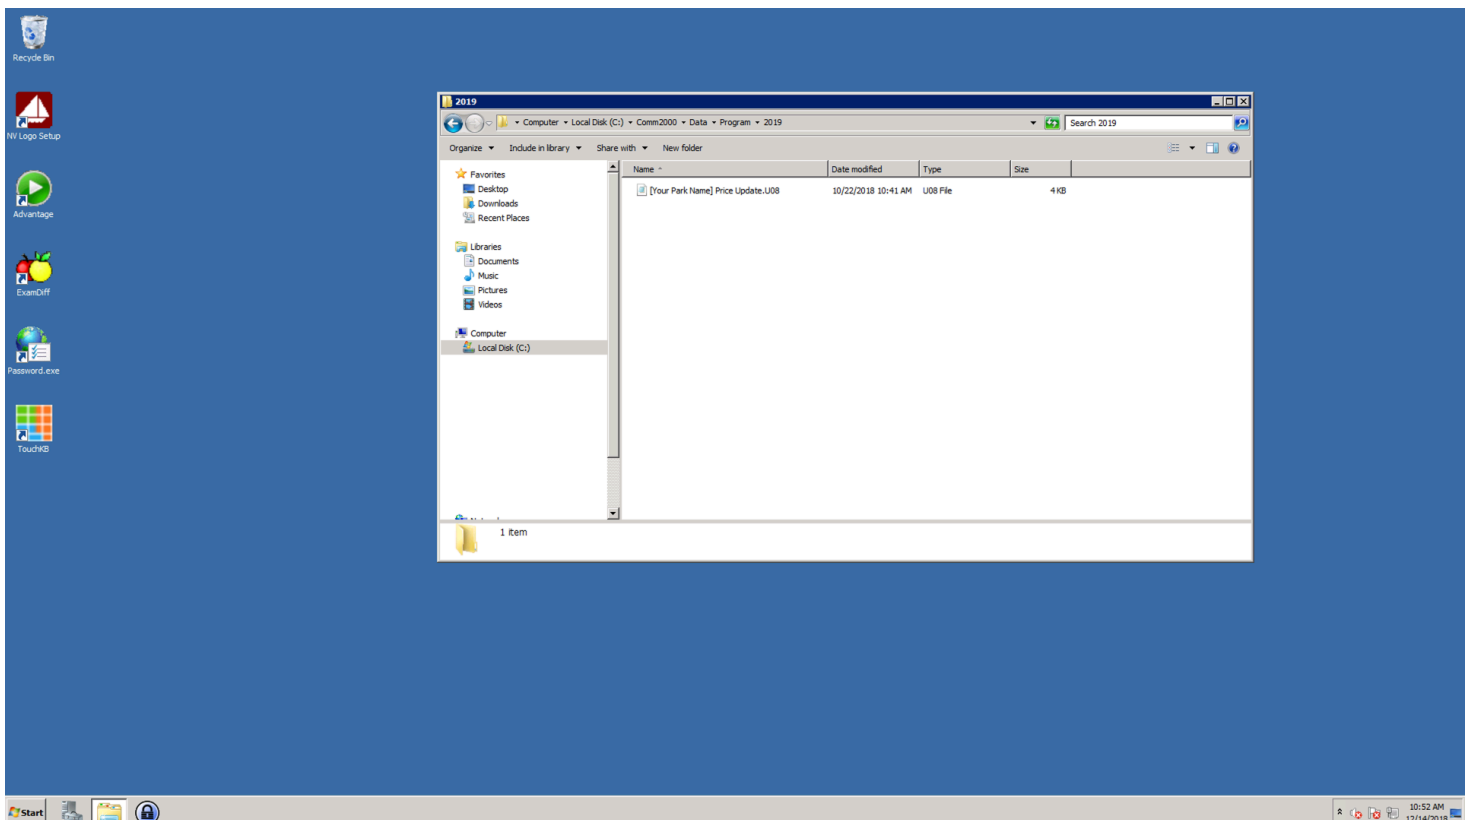 Recycle Bin
NV Logo Setup
Advantage
ExamDiff
Password.exe
TouchKB
2019
Computer Local Disk (C:) Comm2000 Data Program 2019
Search 2019
Organize Include in library Share with New folder
Favorites
Desktop
Downloads
Recent Places
Libraries
Documents
Music
Pictures
Videos
Computer
Local Disk (C:)
Name Date modified Type Size
[Your Park Name] Price Update.U08 10/22/2018 10:41 AM U08 File 4 KB
1 item
Start
10:52 AM
12/14/2018